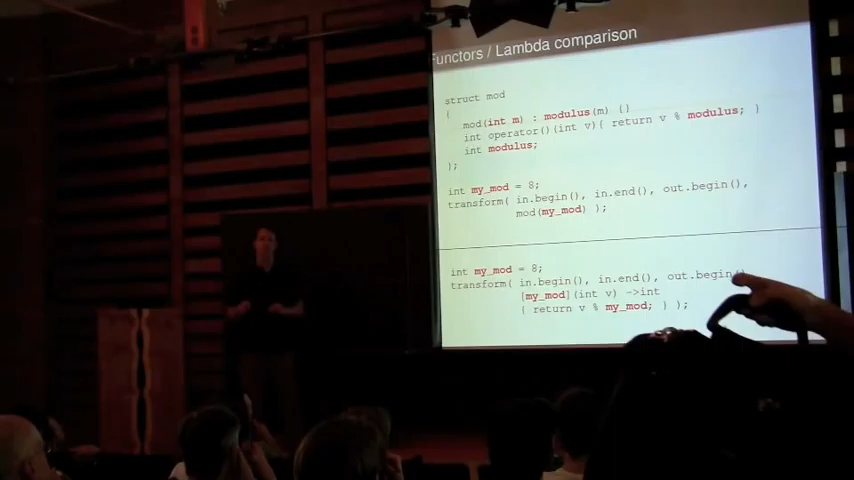 Functors / Lambda comparison
struct mod
{
mod(int m) : modulus(m) {}
int operator()(int v){ return v % modulus; }
int modulus;
};
int my_mod = 8;
transform( in.begin(), in.end(), out.begin(),
mod(my_mod) );
int my_mod = 8;
transform( in.begin(), in.end(), out.begin(),
[my_mod](int v) ->int
{ return v % my_mod; } );